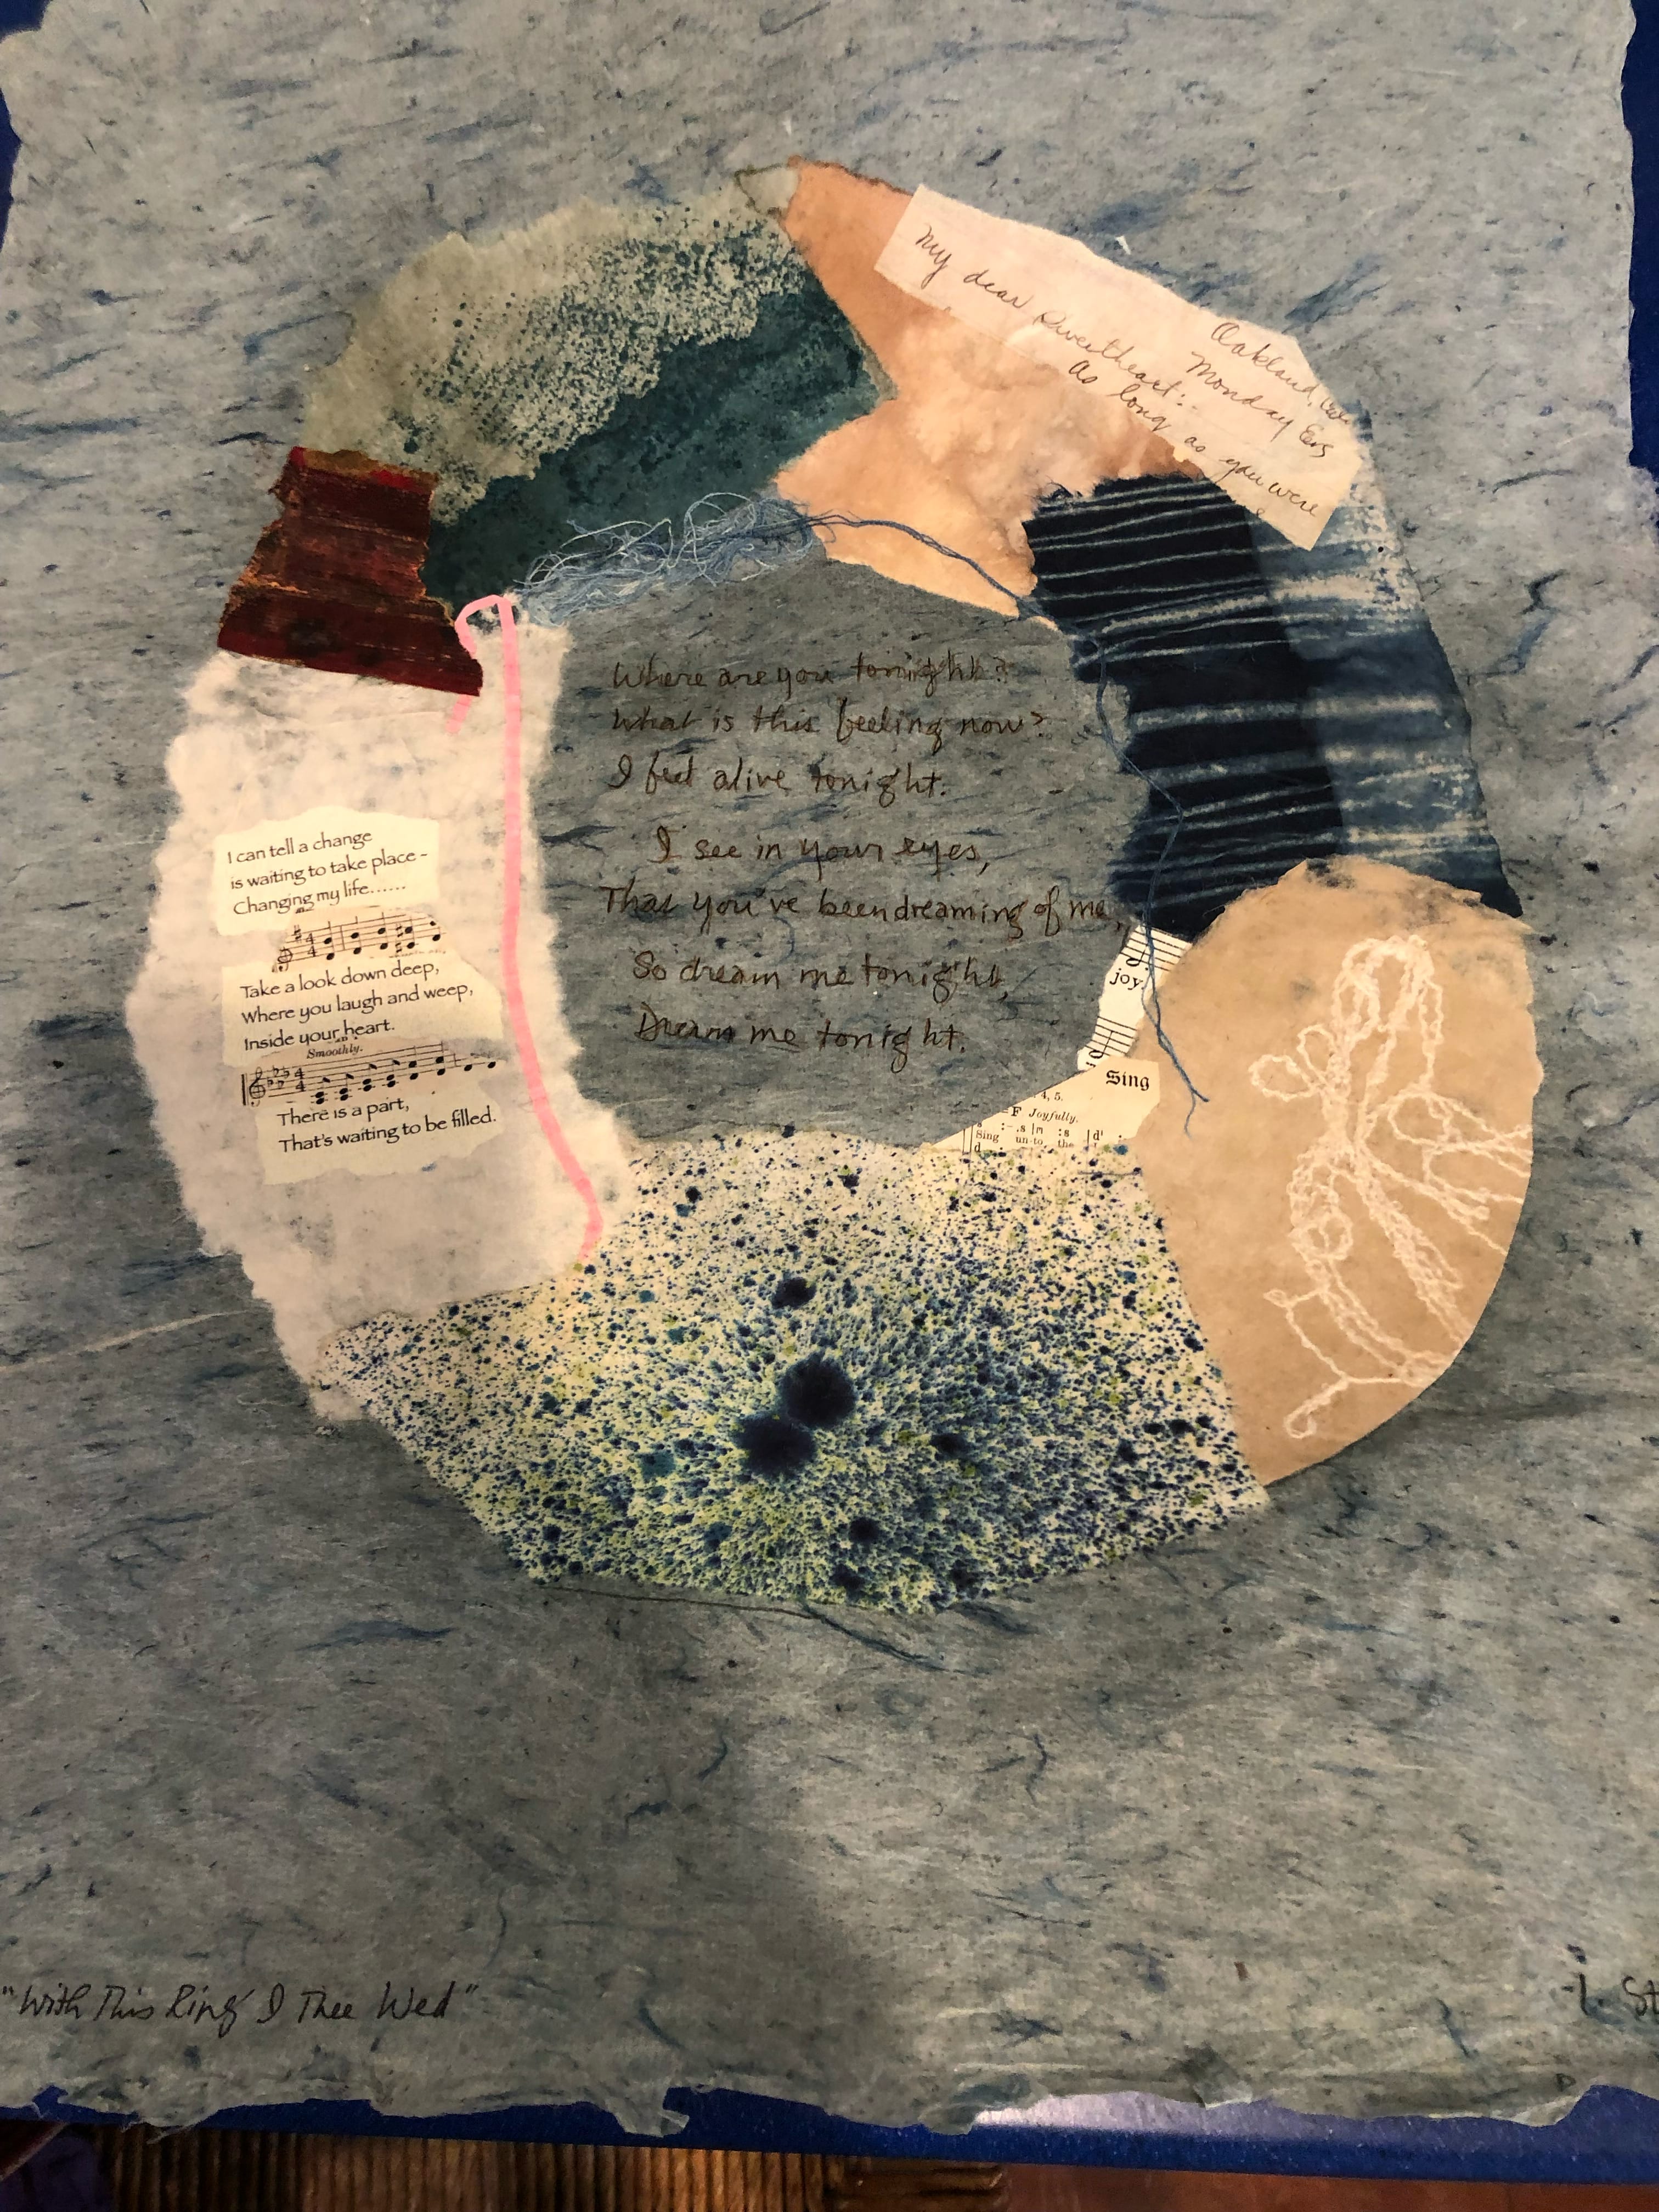 Oakland, Cal
Monday Eve
My dear Sweetheart:
As long as you were
Where are you tonight?
What is this feeling now?
I feel alive tonight.
I see in your eyes,
That you've been dreaming of me,
So dream me tonight,
Dream me tonight.
I can tell a change
is waiting to take place -
Changing my life......
Take a look down deep,
Where you laugh and weep,
Inside your heart.
Smoothly.
There is a part,
That's waiting to be filled.
joy.
Sing
4, 5.
=F Joyfully.
:-.s |m :s |d' :
Sing un-to the
d
"With This Ring I Thee Wed"
St